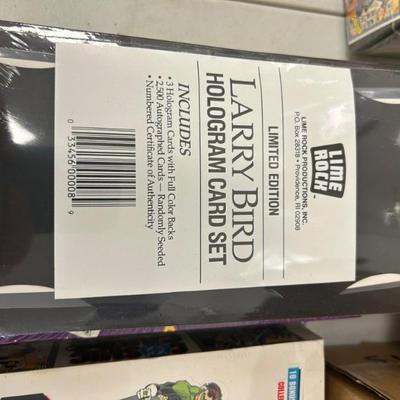 LIME
ROCK
LIME ROCK PRODUCTIONS, INC.
P.O. Box 28318 • Providence, RI 02908
LIMITED EDITION
LARRY BIRD
HOLOGRAM CARD SET
INCLUDES
• 3 Hologram Cards with Full Color Backs
• 2,500 Autographed Cards — Randomly Seeded
• Numbered Certificate of Authenticity
0 33456 00008 9